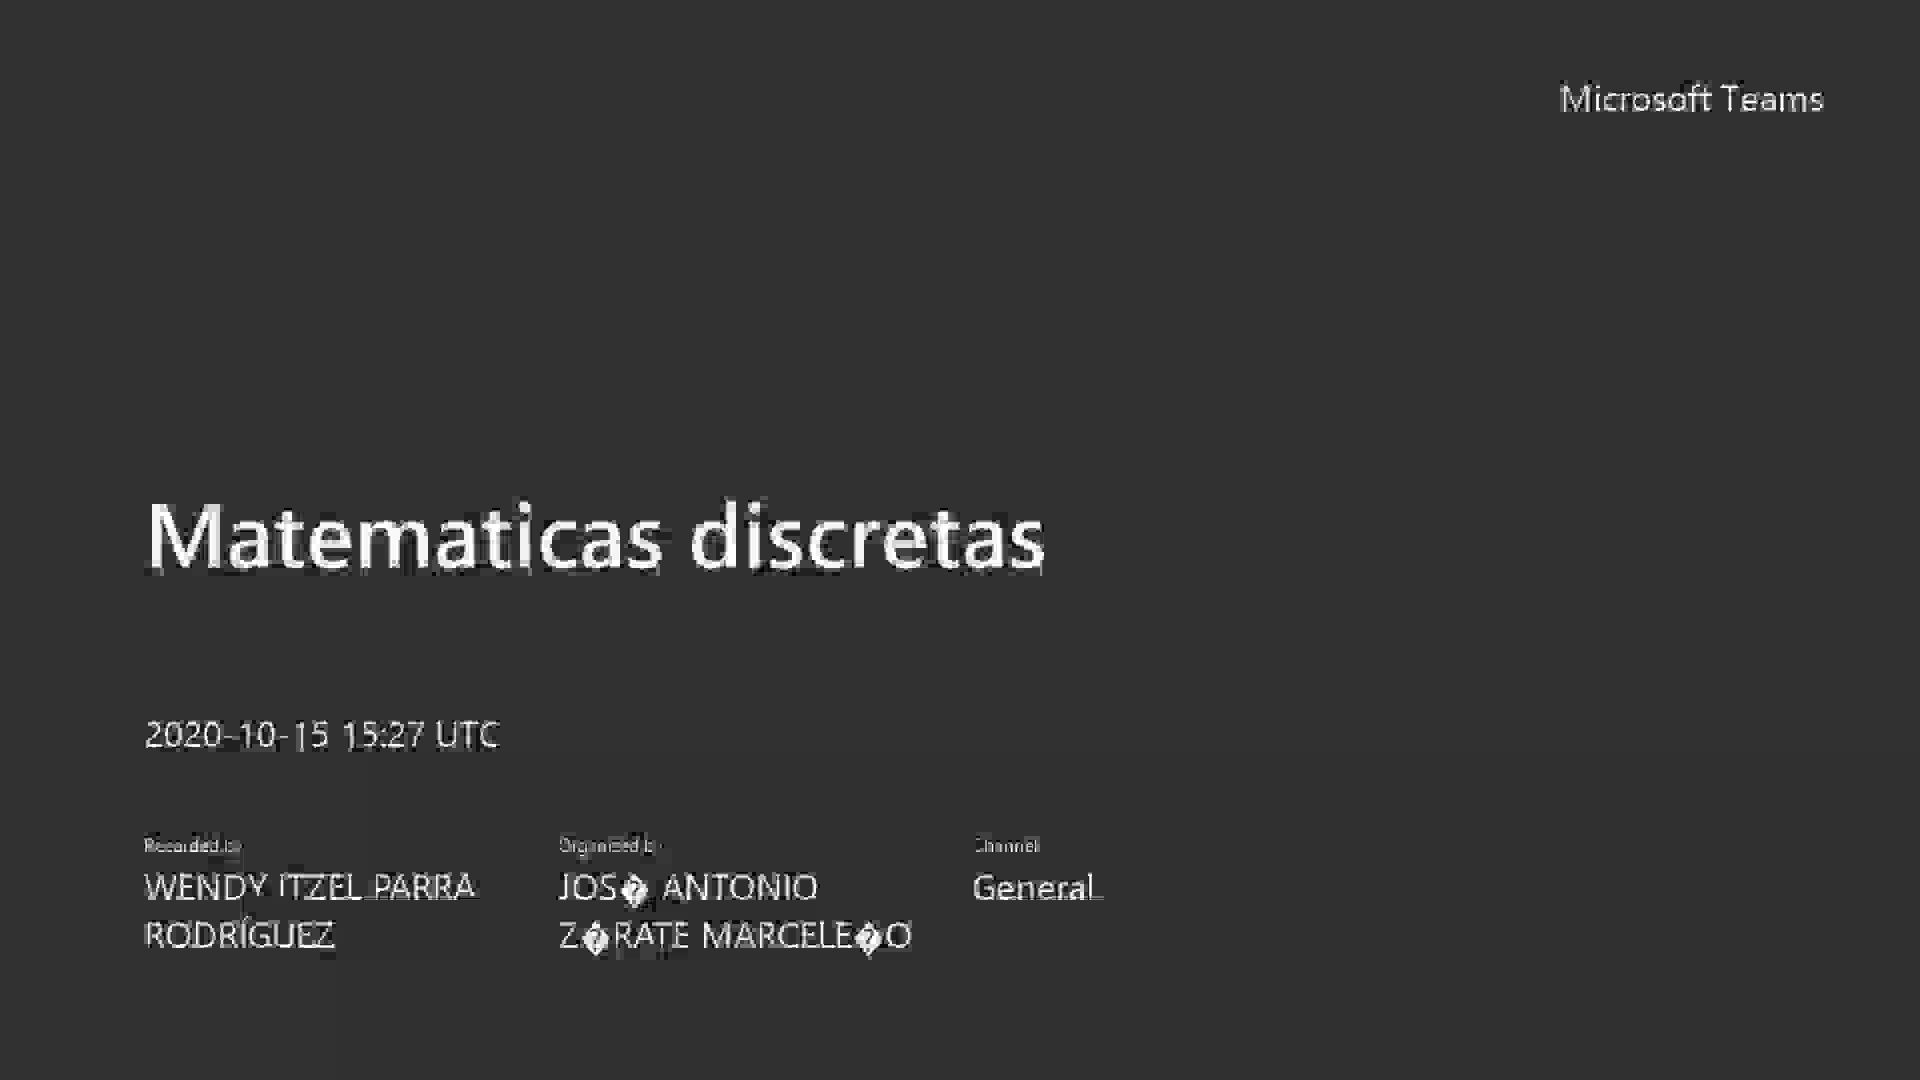 Microsoft Teams
Matematicas discretas
2020-10-15 15:27 UTC
Recorded by
Organized by
Channel
WENDY ITZEL PARRA
RODRÍGUEZ
JOS� ANTONIO
Z�RATE MARCELE�O
General